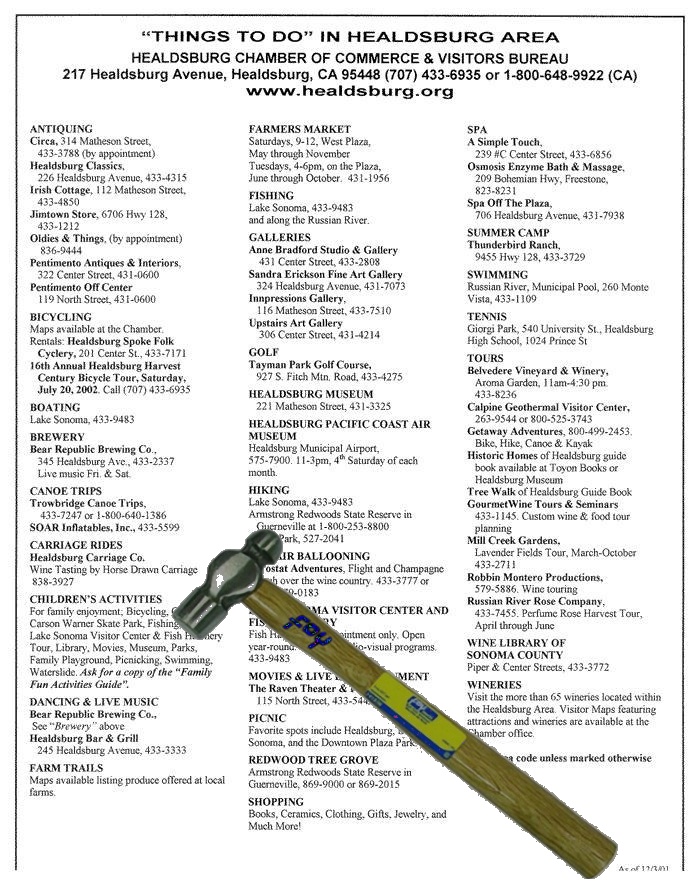 "THINGS TO DO" IN HEALDSBURG AREA
HEALDSBURG CHAMBER OF COMMERCE & VISITORS BUREAU
217 Healdsburg Avenue, Healdsburg, CA 95448 (707) 433-6935 or 1-800-648-9922 (CA)
www.healdsburg.org
ANTIQUING
Circa, 314 Matheson Street,
433-3788 (by appointment)
Healdsburg Classics,
226 Healdsburg Avenue, 433-4315
Irish Cottage, 112 Matheson Street,
433-4850
Jimtown Store, 6706 Hwy 128,
433-1212
Oldies & Things, (by appointment)
836-9444
Pentimento Antiques & Interiors,
322 Center Street, 431-0600
Pentimento Off Center
119 North Street, 431-0600
BICYCLING
Maps available at the Chamber.
Rentals: Healdsburg Spoke Folk
Cyclery, 201 Center St., 433-7171
16th Annual Healdsburg Harvest
Century Bicycle Tour, Saturday,
July 20, 2002. Call (707) 433-6935
BOATING
Lake Sonoma, 433-9483
BREWERY
Bear Republic Brewing Co.,
345 Healdsburg Ave., 433-2337
Live music Fri. & Sat.
CANOE TRIPS
Trowbridge Canoe Trips,
433-7247 or 1-800-640-1386
SOAR Inflatables, Inc., 433-5599
CARRIAGE RIDES
Healdsburg Carriage Co.
Wine Tasting by Horse Drawn Carriage
838-3927
CHILDREN'S ACTIVITIES
For family enjoyment; Bicycling,
Carson Warner Skate Park, Fishing,
Lake Sonoma Visitor Center & Fish
Tour, Library, Movies, Museum, Parks,
Family Playground, Picnicking, Swimming,
Waterslide. Ask for a copy of the "Family
Fun Activities Guide".
DANCING & LIVE MUSIC
Bear Republic Brewing Co.,
See "Brewery" above
Healdsburg Bar & Grill
245 Healdsburg Avenue, 433-3333
FARM TRAILS
Maps available listing produce offered at local
farms.
FARMERS MARKET
Saturdays, 9-12, West Plaza,
May through November
Tuesdays, 4-6pm, on the Plaza,
June through October. 431-1956
FISHING
Lake Sonoma, 433-9483
and along the Russian River.
GALLERIES
Anne Bradford Studio & Gallery
431 Center Street, 433-2808
Sandra Erickson Fine Art Gallery
324 Healdsburg Avenue, 431-7073
Innpressions Gallery,
116 Matheson Street, 433-7510
Upstairs Art Gallery
306 Center Street, 431-4214
GOLF
Tayman Park Golf Course,
927 S. Fitch Mtn. Road, 433-4275
HEALDSBURG MUSEUM
221 Matheson Street, 431-3325
HEALDSBURG PACIFIC COAST AIR
MUSEUM
Healdsburg Municipal Airport,
575-7900. 11-3pm, 4th Saturday of each
month.
HIKING
Lake Sonoma, 433-9483
Armstrong Redwoods State Reserve in
Guerneville at 1-800-253-8800
Park, 527-2041
AIR BALLOONING
Adventures, Flight and Champagne
over the wine country. 433-3777 or
VISITOR CENTER AND
Fish only. Open
year-round. programs.
433-9483
MOVIES & LIVE
The Raven Theater &
115 North Street,
PICNIC
Favorite spots include Healdsburg,
Sonoma, and the Downtown Plaza Park.
REDWOOD TREE GROVE
Armstrong Redwoods State Reserve in
Guerneville, 869-9000 or 869-2015
SHOPPING
Books, Ceramics, Clothing, Gifts, Jewelry, and
Much More!
SPA
A Simple Touch,
239 #C Center Street, 433-6856
Osmosis Enzyme Bath & Massage,
209 Bohemian Hwy, Freestone,
823-8231
Spa Off The Plaza,
706 Healdsburg Avenue, 431-7938
SUMMER CAMP
Thunderbird Ranch,
9455 Hwy 128, 433-3729
SWIMMING
Russian River, Municipal Pool, 260 Monte
Vista, 433-1109
TENNIS
Giorgi Park, 540 University St., Healdsburg
High School, 1024 Prince St
TOURS
Belvedere Vineyard & Winery,
Aroma Garden, 11am-4:30 pm.
433-8236
Calpine Geothermal Visitor Center,
263-9544 or 800-525-3743
Getaway Adventures, 800-499-2453.
Bike, Hike, Canoe & Kayak
Historic Homes of Healdsburg guide
book available at Toyon Books or
Healdsburg Museum
Tree Walk of Healdsburg Guide Book
GourmetWine Tours & Seminars
433-1145. Custom wine & food tour
planning
Mill Creek Gardens,
Lavender Fields Tour, March-October
433-2711
Robbin Montero Productions,
579-5886. Wine touring
Russian River Rose Company,
433-7455. Perfume Rose Harvest Tour,
April through June
WINE LIBRARY OF
SONOMA COUNTY
Piper & Center Streets, 433-3772
WINERIES
Visit the more than 65 wineries located within
the Healdsburg Area. Visitor Maps featuring
attractions and wineries are available at the
Chamber office.
code unless marked otherwise
As of 12/3/01